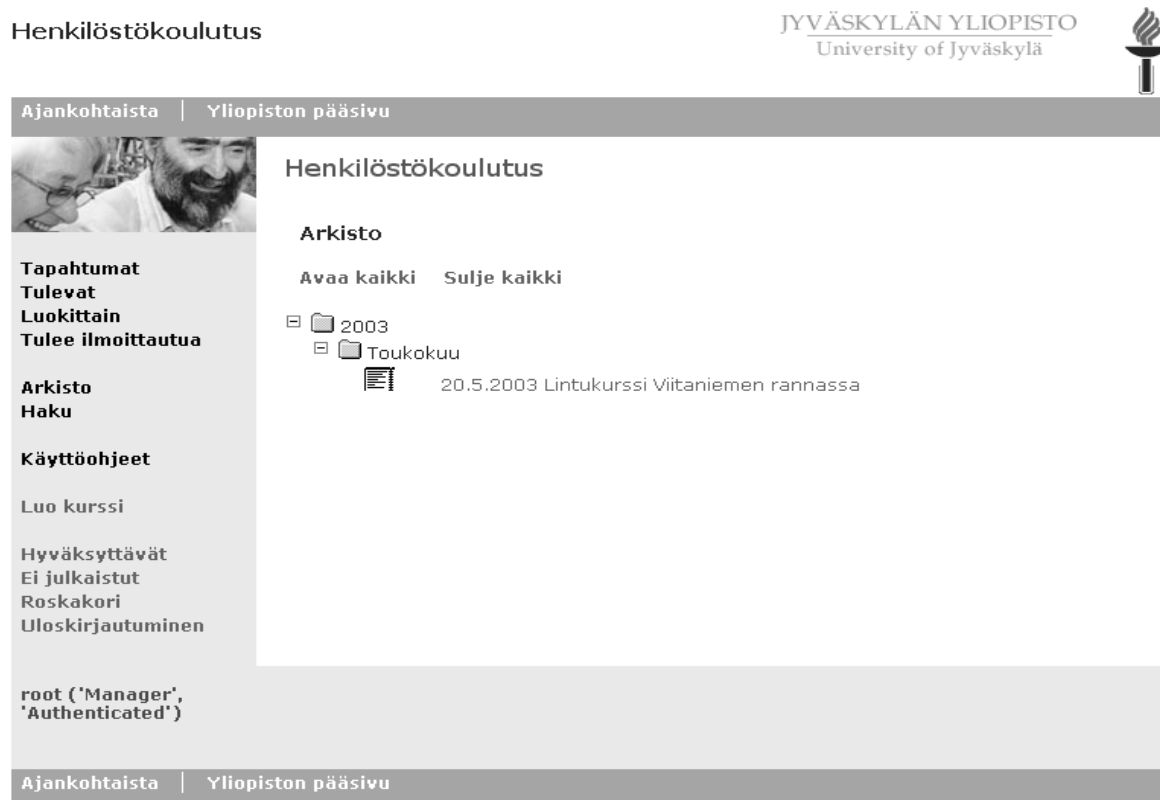 Henkilöstökoulutus
JYVÄSKYLÄN YLIOPISTO
University of Jyväskylä
Ajankohtaista | Yliopiston pääsivu
Henkilöstökoulutus
Arkisto
Avaa kaikki Sulje kaikki
2003
Toukokuu
20.5.2003 Lintukurssi Viitaniemen rannassa
Tapahtumat
Tulevat
Luokittain
Tulee ilmoittautua
Arkisto
Haku
Käyttöohjeet
Luo kurssi
Hyväksyttävät
Ei julkaistut
Roskakori
Uloskirjautuminen
root ('Manager',
'Authenticated')
Ajankohtaista | Yliopiston pääsivu